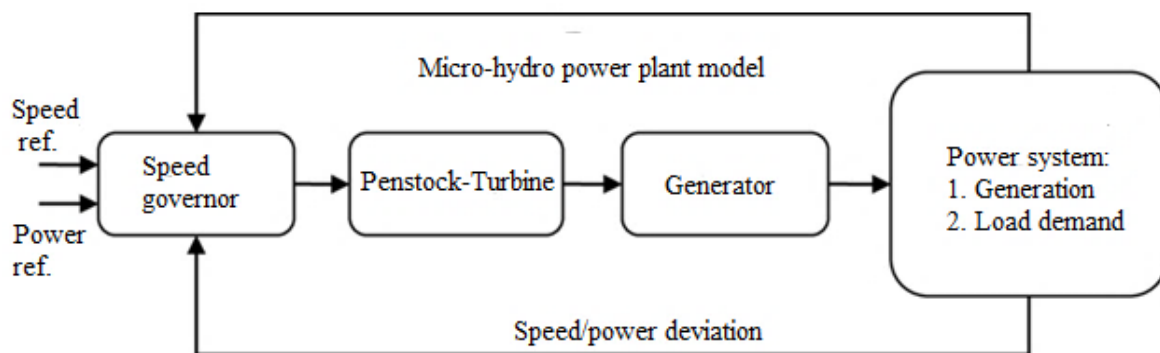 Micro-hydro power plant model
Speed
ref.
Power
ref.
Speed
governor
Penstock-Turbine
Generator
Power system:
1. Generation
2. Load demand
Speed/power deviation